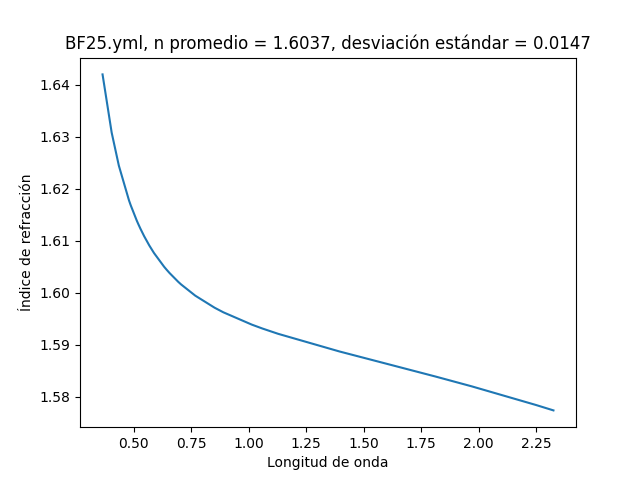 BF25.yml, n promedio = 1.6037, desviación estándar = 0.0147
1.64
1.63
1.62
1.61
1.60
1.59
1.58
Índice de refracción
0.50 0.75 1.00 1.25 1.50 1.75 2.00 2.25
Longitud de onda